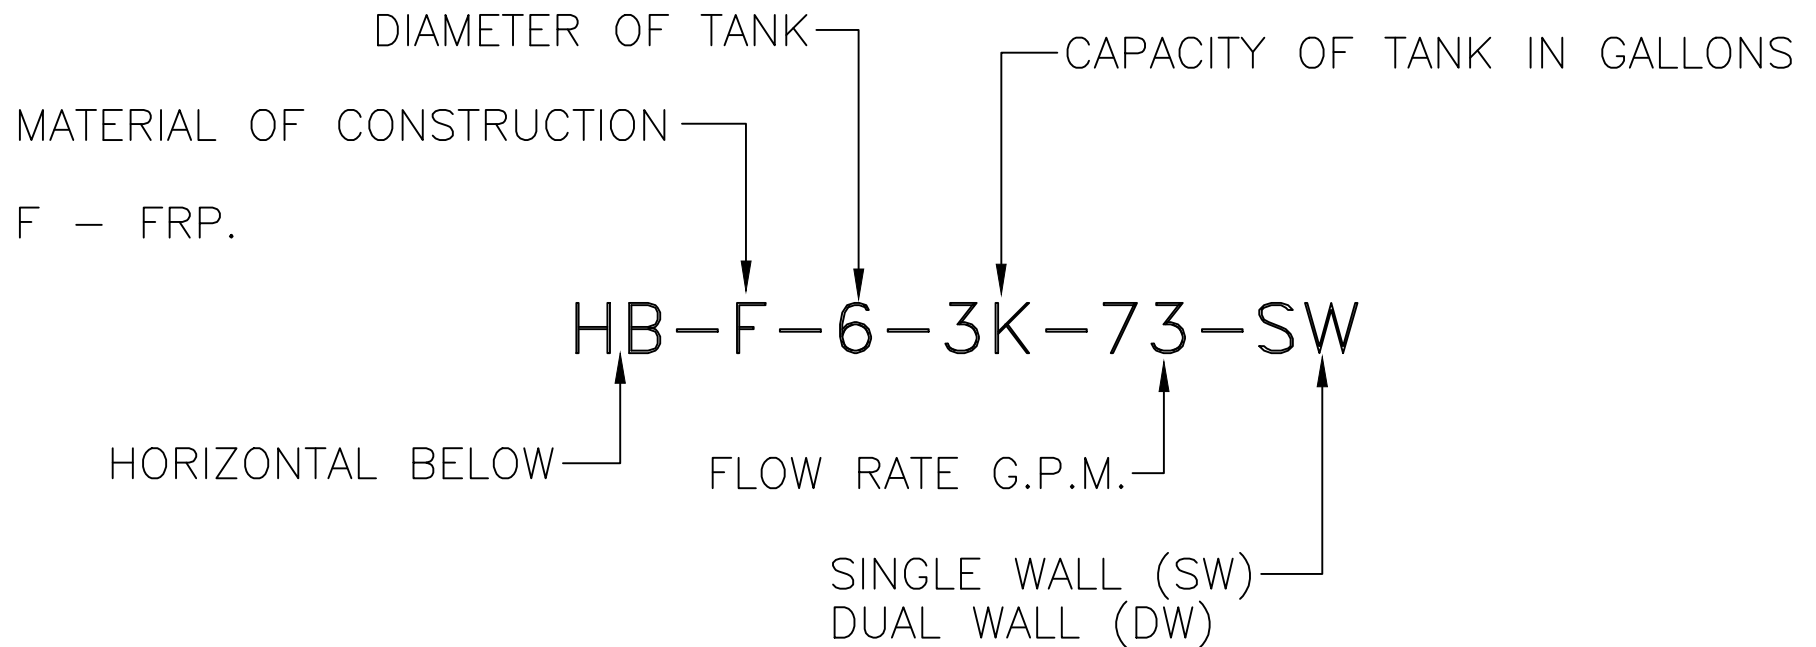 DIAMETER OF TANK
CAPACITY OF TANK IN GALLONS
MATERIAL OF CONSTRUCTION
F - FRP.
HB-F-6-3K-73-SW
HORIZONTAL BELOW
FLOW RATE G.P.M.
SINGLE WALL (SW)
DUAL WALL (DW)